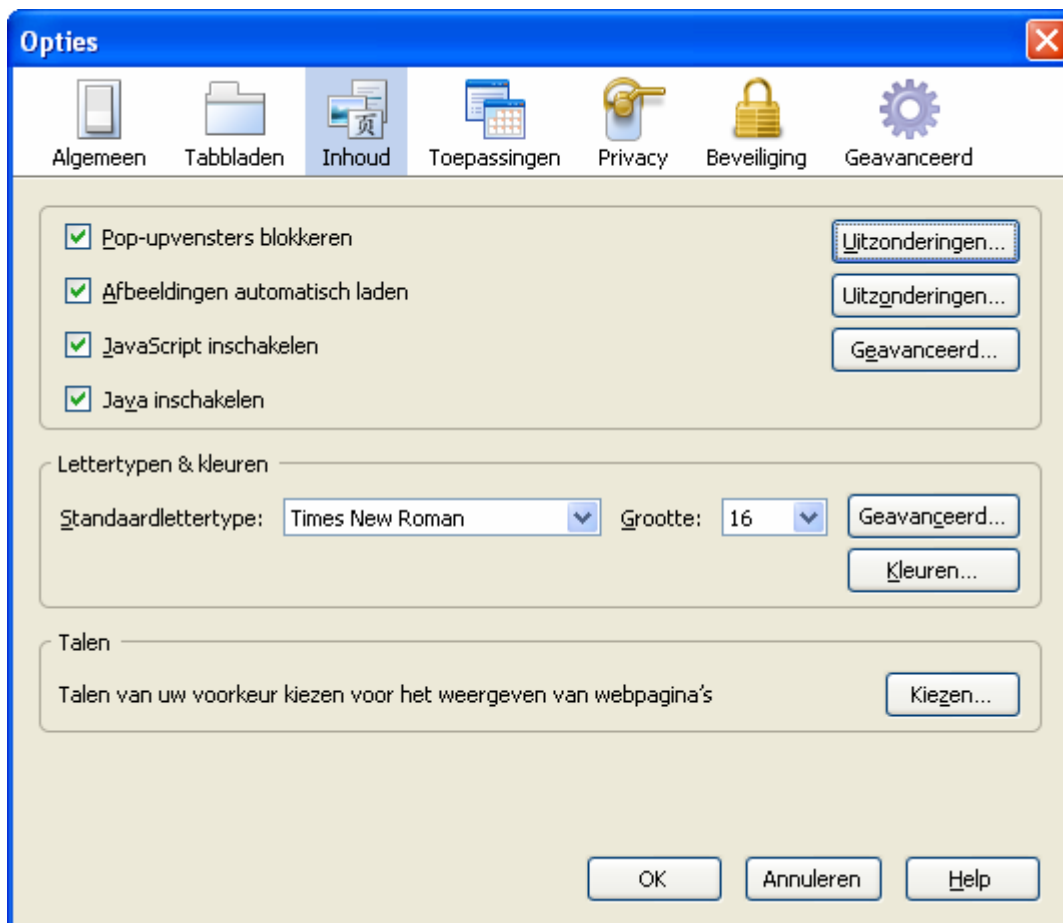 Opties
Algemeen Tabbladen Inhoud Toepassingen Privacy Beveiliging Geavanceerd
页
Pop-upvensters blokkeren Uitzonderingen...
Afbeeldingen automatisch laden Uitzonderingen...
JavaScript inschakelen Geavanceerd...
Java inschakelen
Lettertypen & kleuren
Standaardlettertype: Times New Roman Grootte: 16 Geavanceerd...
Kleuren...
Talen
Talen van uw voorkeur kiezen voor het weergeven van webpagina's Kiezen...
OK Annuleren Help